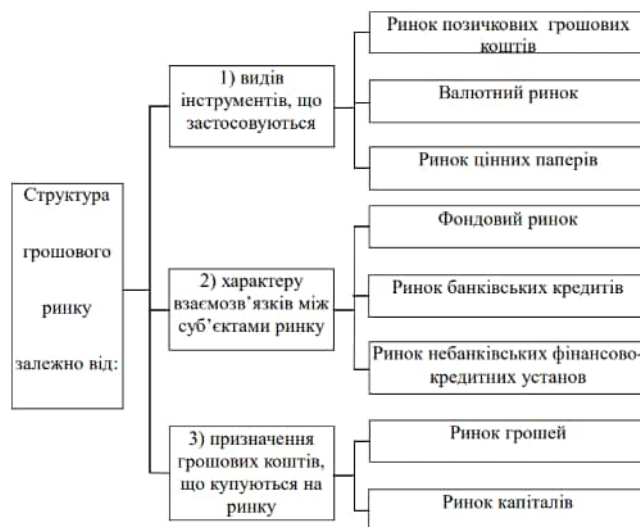 Структура
грошового
ринку
залежно від:
1) видів
інструментів, що
застосовуються
Ринок позичкових грошових
коштів
Валютний ринок
Ринок цінних паперів
2) характеру
взаємозв’язків між
суб’єктами ринку
Фондовий ринок
Ринок банківських кредитів
Ринок небанківських фінансово-
кредитних установ
3) призначення
грошових коштів,
що купуються на
ринку
Ринок грошей
Ринок капіталів